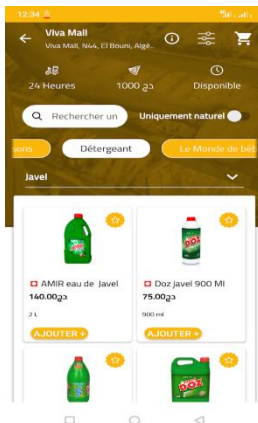 12:34
Viva Mall
Viva Mall, N44, El Bouni, Algé..
24 Heures
1000 دج
Disponible
Rechercher un
Uniquement naturel
sons
Détergeant
Le Monde de béb
Javel
AMIR eau de Javel
140.00دج
2 L
AJOUTER +
Doz javel 900 Ml
75.00دج
900 ml
AJOUTER +
DOZ